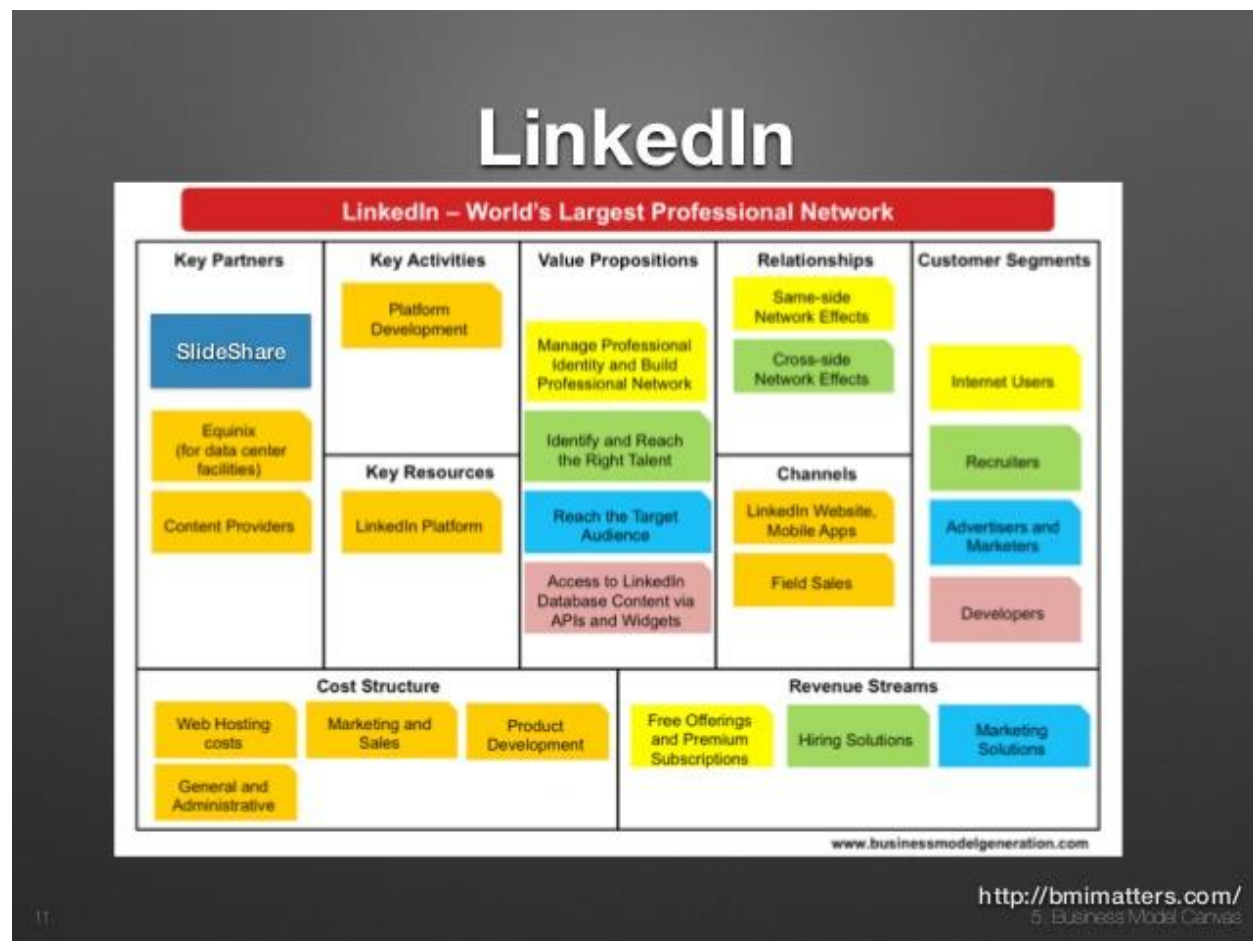 LinkedIn
LinkedIn – World's Largest Professional Network
Key Partners
SlideShare
Equinix
(for data center
facilities)
Content Providers
Key Activities
Platform
Development
Key Resources
LinkedIn Platform
Value Propositions
Manage Professional
Identity and Build
Professional Network
Identify and Reach
the Right Talent
Reach the Target
Audience
Access to LinkedIn
Database Content via
APIs and Widgets
Relationships
Same-side
Network Effects
Cross-side
Network Effects
Channels
LinkedIn Website,
Mobile Apps
Field Sales
Customer Segments
Internet Users
Recruiters
Advertisers and
Marketers
Developers
Cost Structure
Web Hosting
costs
Marketing and
Sales
Product
Development
General and
Administrative
Revenue Streams
Free Offerings
and Premium
Subscriptions
Hiring Solutions
Marketing
Solutions
www.businessmodelgeneration.com
http://bmimatters.com/
11
5. Business Model Canvas